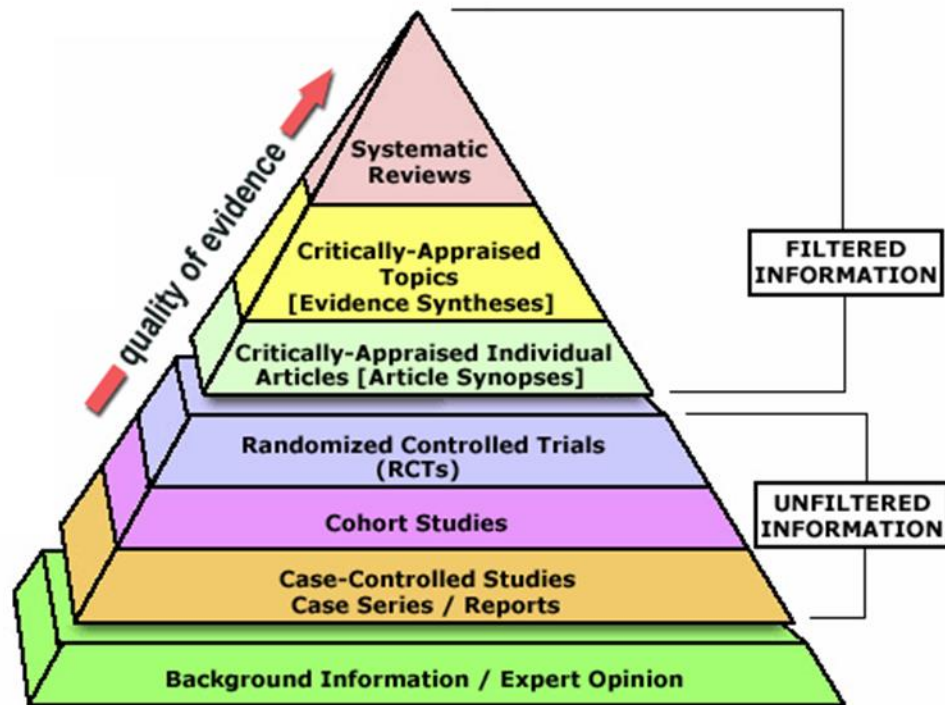 quality of evidence
Systematic
Reviews
Critically-Appraised
Topics
[Evidence Syntheses]
Critically-Appraised Individual
Articles [Article Synopses]
FILTERED
INFORMATION
Randomized Controlled Trials
(RCTs)
Cohort Studies
Case-Controlled Studies
Case Series / Reports
UNFILTERED
INFORMATION
Background Information / Expert Opinion